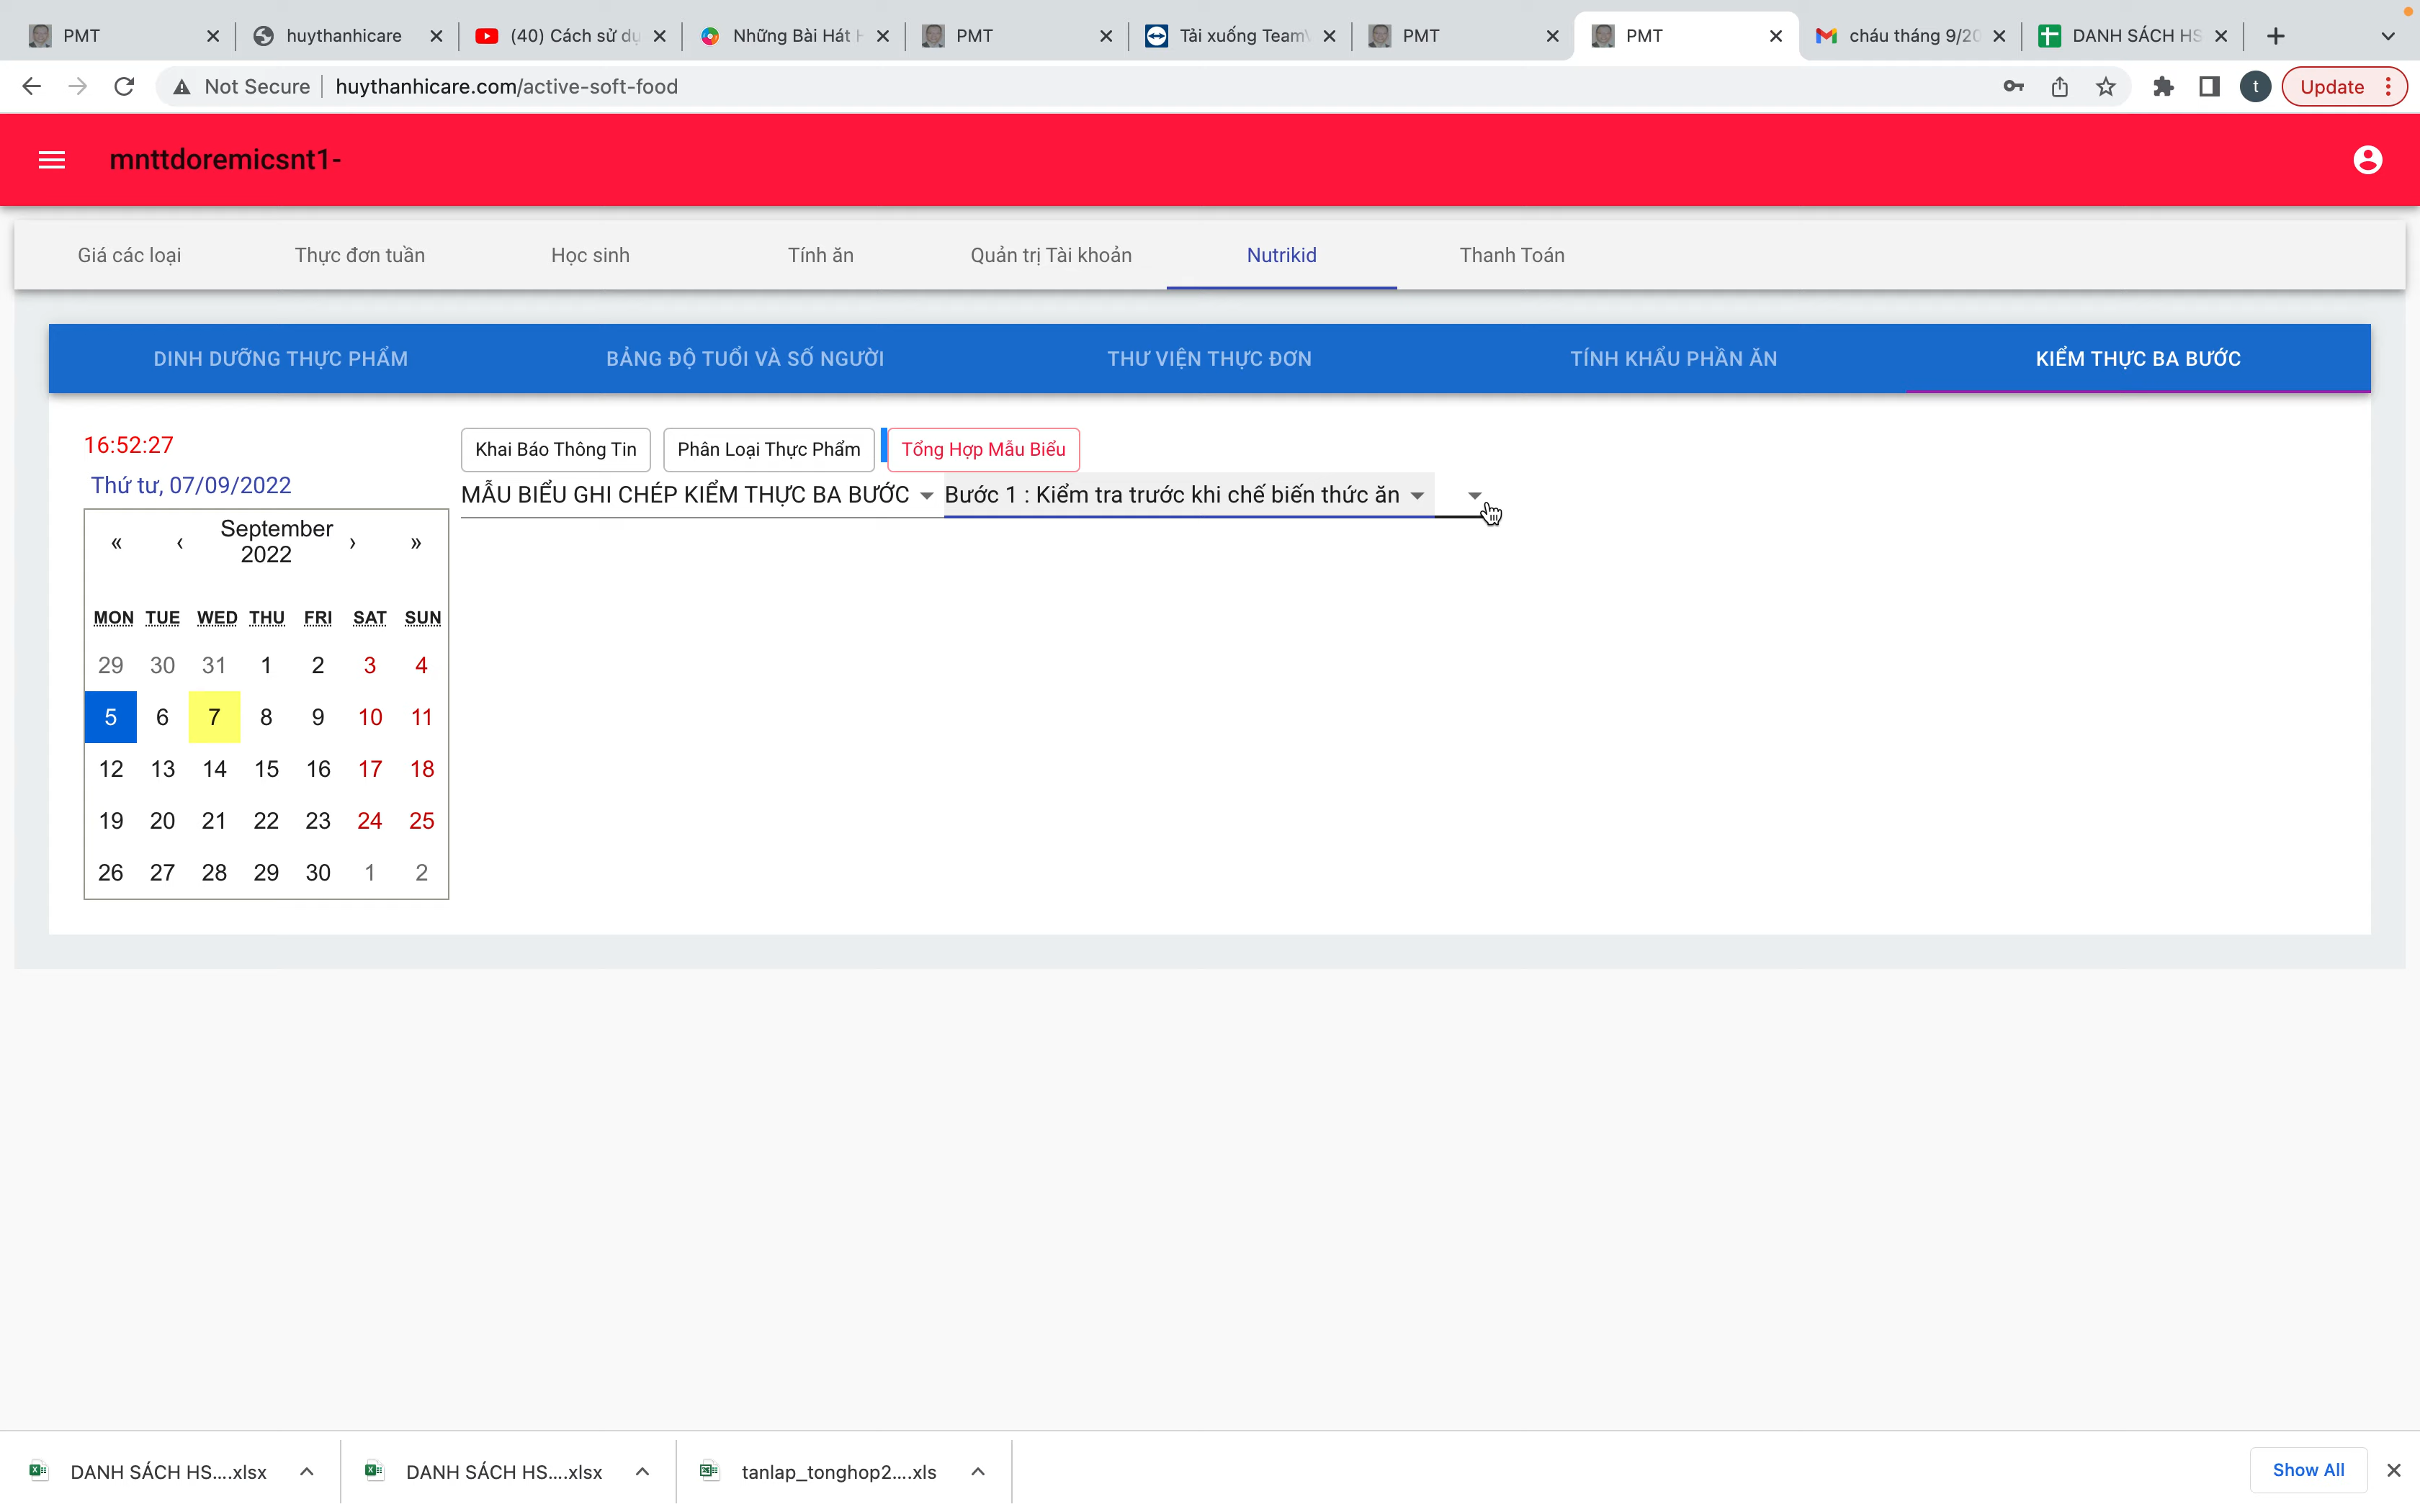 PMT huythanhicare (40) Cách sử dụ Những Bài Hát H PMT Tải xuống TeamV PMT PMT cháu tháng 9/20 DANH SÁCH HS
Not Secure huythanhicare.com/active-soft-food t Update
mnttdoremicsnt1-
Giá các loại Thực đơn tuần Học sinh Tính ăn Quản trị Tài khoản Nutrikid Thanh Toán
DINH DƯỠNG THỰC PHẨM BẢNG ĐỘ TUỔI VÀ SỐ NGƯỜI THƯ VIỆN THỰC ĐƠN TÍNH KHẨU PHẦN ĂN KIỂM THỰC BA BƯỚC
16:52:27 Khai Báo Thông Tin Phân Loại Thực Phẩm Tổng Hợp Mẫu Biểu
Thứ tư, 07/09/2022 MẪU BIỂU GHI CHÉP KIỂM THỰC BA BƯỚC Bước 1 : Kiểm tra trước khi chế biến thức ăn
« ‹ September 2022 › »
MON TUE WED THU FRI SAT SUN
29 30 31 1 2 3 4
5 6 7 8 9 10 11
12 13 14 15 16 17 18
19 20 21 22 23 24 25
26 27 28 29 30 1 2
DANH SÁCH HS....xlsx DANH SÁCH HS....xlsx tanlap_tonghop2....xls Show All